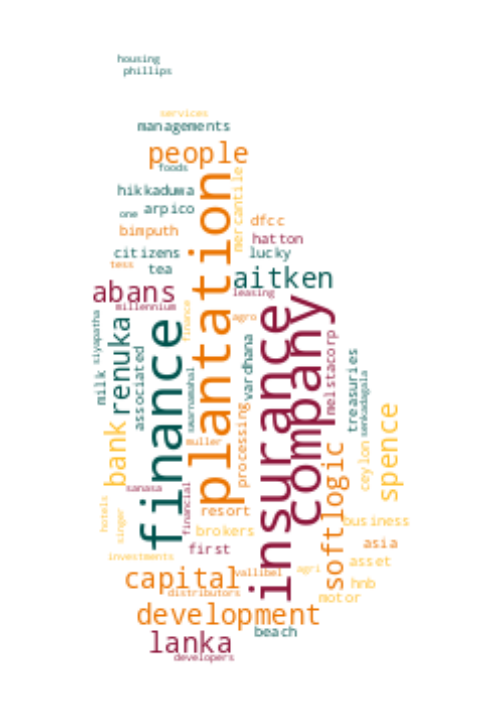 housing
phillips
services
managements
people
foods
mercantile
hikkaduwa
one
arpico
plantation
bimputh
dfcc
hatton
citizens
lucky
tess
tea
aitken
abans
leasing
millennium
company
insurance
finance
siyapatha
renuka
finance
agro
melstacorp
vardhana
associated
milk
treasuries
swarnamahal
senkadagala
processing
spence
bank
muller
softlogic
ceylon
sanasa
financial
hotels
singer
resort
business
brokers
first
asia
investments
asset
capital
vallibel
agri
hnb
distributors
motor
development
beach
lanka
developers